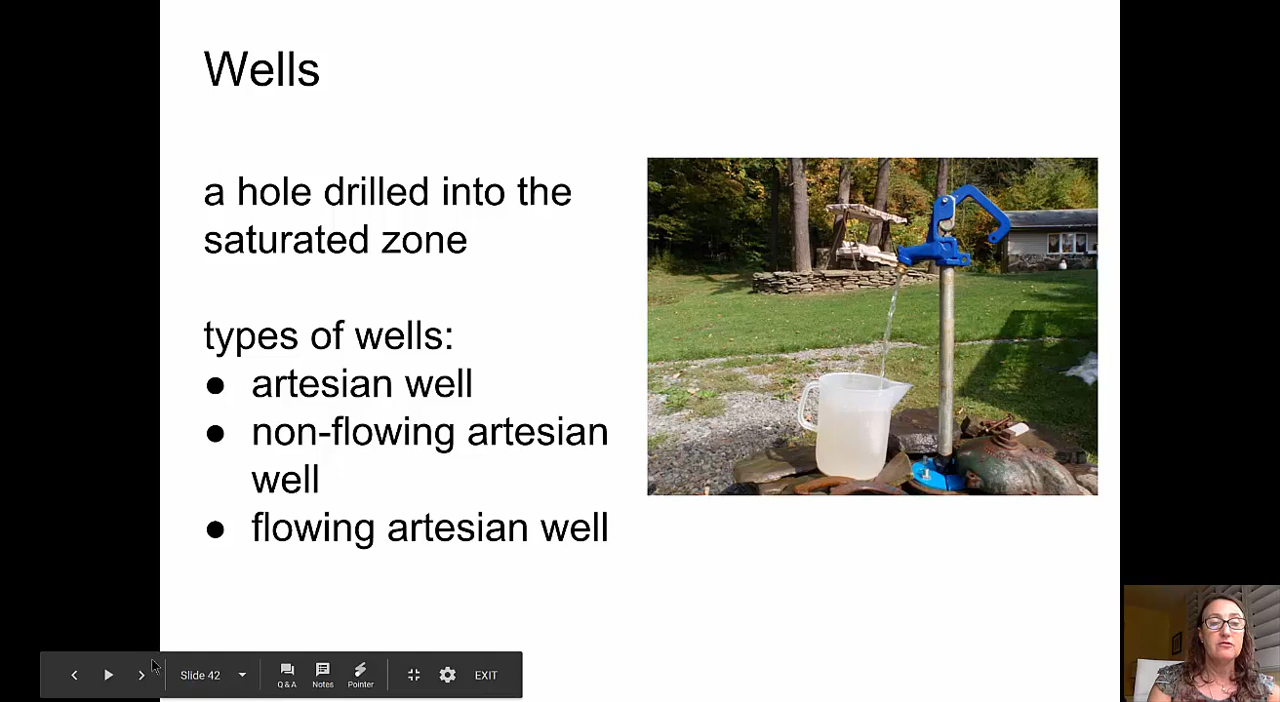 Wells
a hole drilled into the
saturated zone
types of wells:
● artesian well
● non-flowing artesian
well
● flowing artesian well
Slide 42
Q&A
Notes
Pointer
EXIT